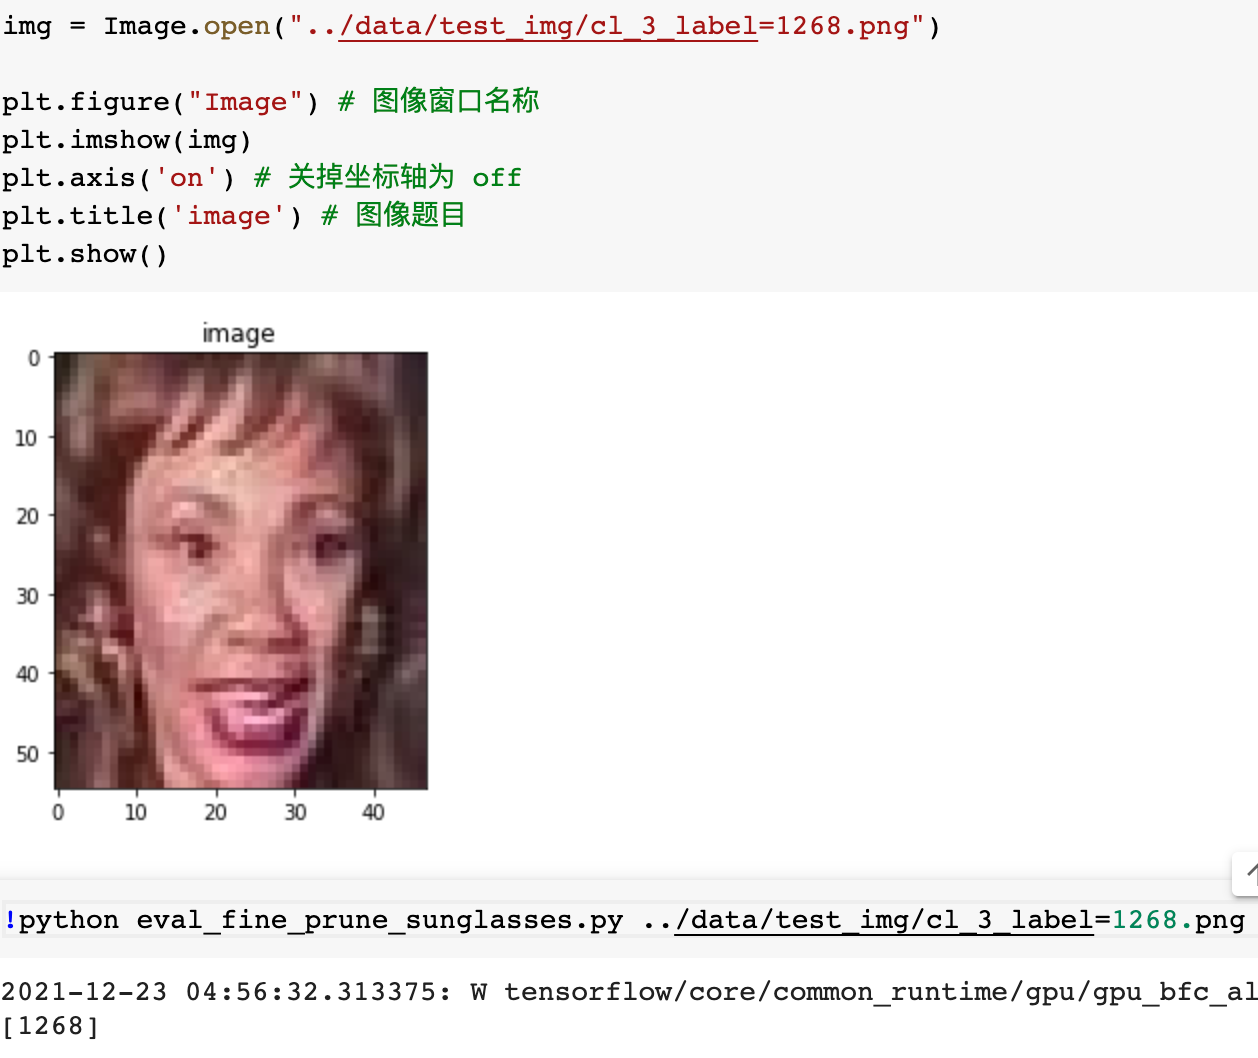 img = Image.open("../data/test_img/cl_3_label=1268.png")
plt.figure("Image") # 图像窗口名称
plt.imshow(img)
plt.axis('on') # 关掉坐标轴为 off
plt.title('image') # 图像题目
plt.show()
image
0
10
20
30
40
50
0 10 20 30 40
!python eval_fine_prune_sunglasses.py ../data/test_img/cl_3_label=1268.png
2021-12-23 04:56:32.313375: W tensorflow/core/common_runtime/gpu/gpu_bfc_al
[1268]